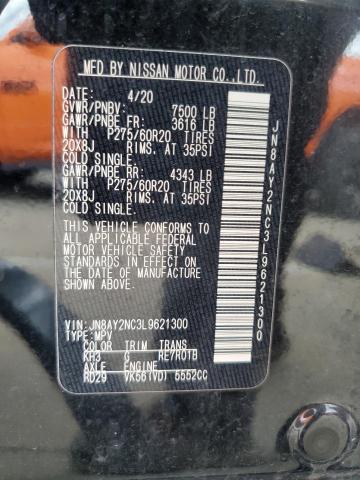 MFD BY NISSAN MOTOR CO.,LTD.
DATE: 4/20
GVWR/PNBV: 7500 LB
GAWR/PNBE FR: 3616 LB
WITH P275/60R20 TIRES
20X8J RIMS. AT 35PSI
COLD SINGLE.
GAWR/PNBE RR: 4343 LB
WITH P275/60R20 TIRES
20X8J RIMS. AT 35PSI
COLD SINGLE.
THIS VEHICLE CONFORMS TO
ALL APPLICABLE FEDERAL
MOTOR VEHICLE SAFETY
STANDARDS IN EFFECT ON
THE DATE OF MANUFACTURE
SHOWN ABOVE.
VIN: JN8AY2NC3L9621300
TYPE: MPV
COLOR TRIM TRANS
KH3 G RE7R01B
AXLE ENGINE
RD29 VK56(VD) 5552CC
JN8AY2NC3L9621300